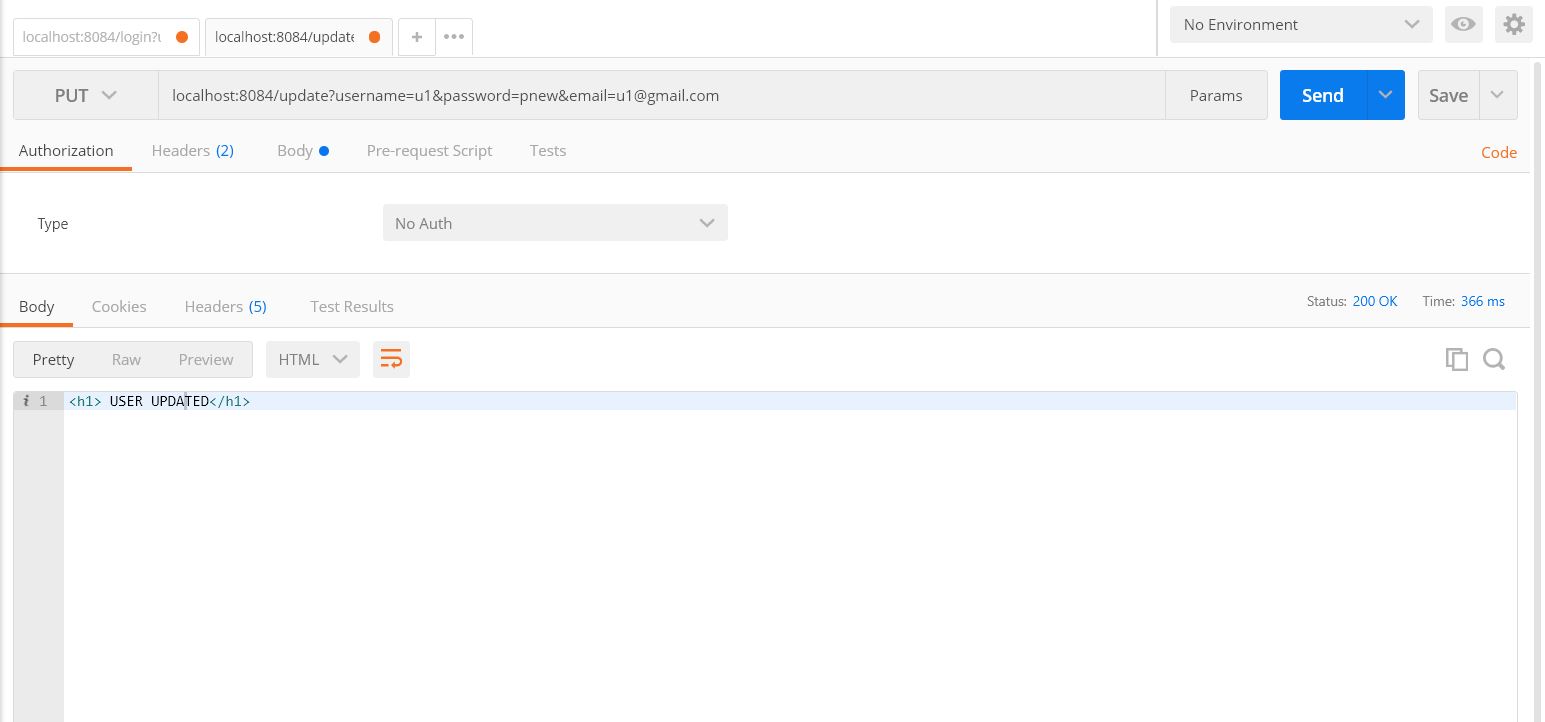 localhost:8084/login?u
localhost:8084/update
+
•••
No Environment
PUT
localhost:8084/update?username=u1&password=pnew&email=u1@gmail.com
Params
Send
Save
Authorization
Headers (2)
Body
Pre-request Script
Tests
Code
Type
No Auth
Body
Cookies
Headers (5)
Test Results
Status: 200 OK
Time: 366 ms
Pretty
Raw
Preview
HTML
i 1
<h1> USER UPDATED</h1>